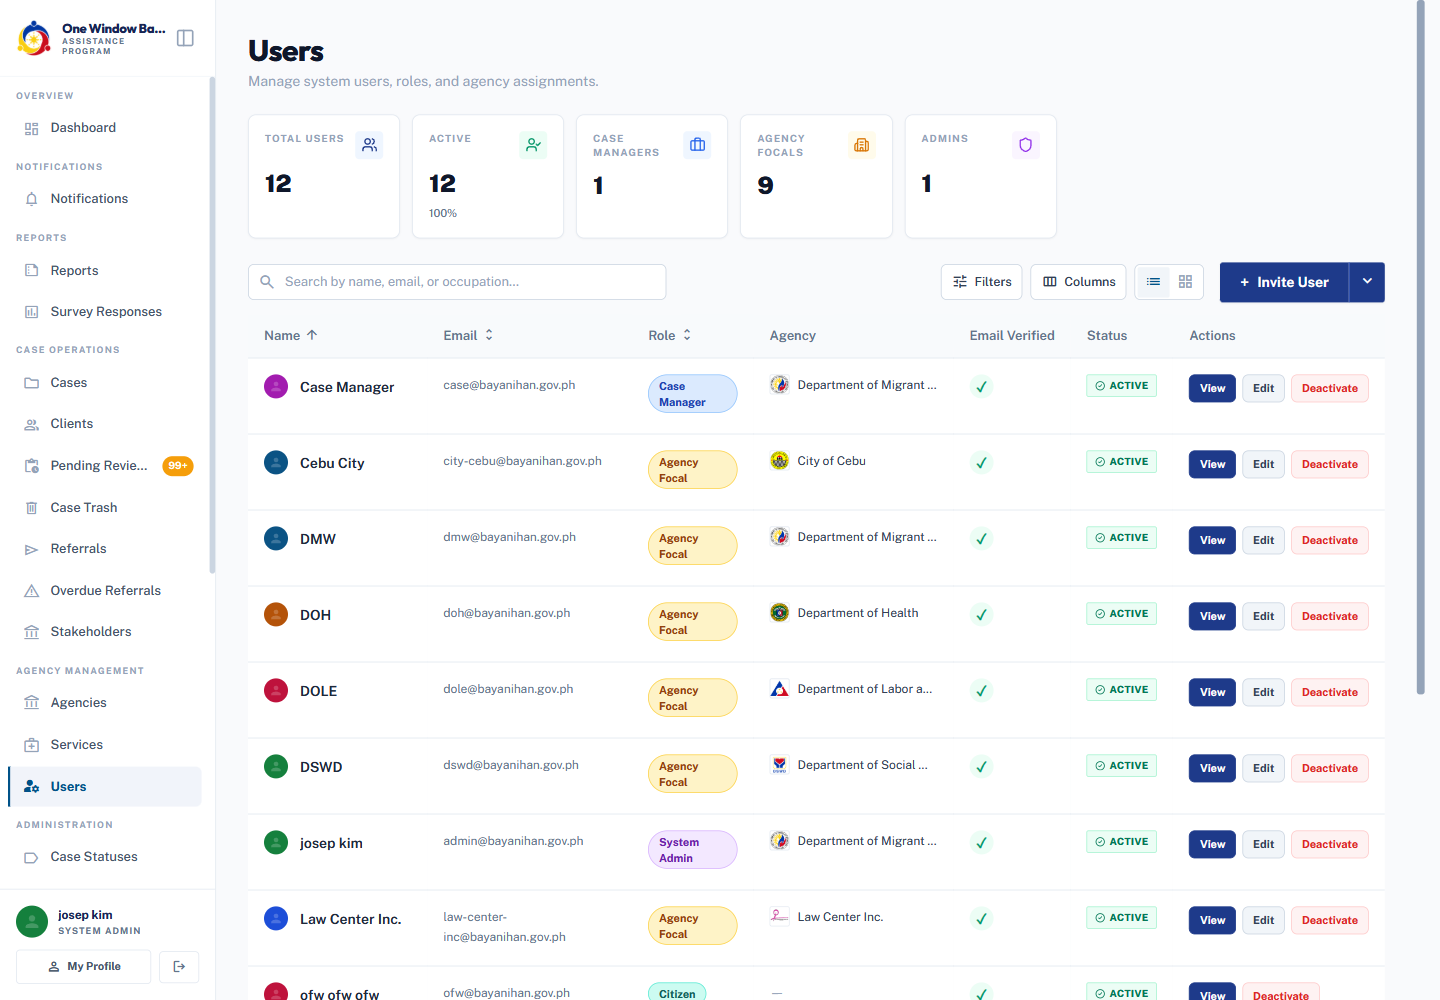 One Window Ba...
ASSISTANCE
PROGRAM
OVERVIEW
Dashboard
NOTIFICATIONS
Notifications
REPORTS
Reports
Survey Responses
CASE OPERATIONS
Cases
Clients
Pending Revie... 99+
Case Trash
Referrals
Overdue Referrals
Stakeholders
AGENCY MANAGEMENT
Agencies
Services
Users
ADMINISTRATION
Case Statuses
josep kim
SYSTEM ADMIN
My Profile
Users
Manage system users, roles, and agency assignments.
TOTAL USERS
12
ACTIVE
12
100%
CASE
MANAGERS
1
AGENCY
FOCALS
9
ADMINS
1
Search by name, email, or occupation...
Filters
Columns
+ Invite User
Name Email Role Agency Email Verified Status Actions
Case Manager case@bayanihan.gov.ph Case
Manager Department of Migrant ... ACTIVE View Edit Deactivate
Cebu City city-cebu@bayanihan.gov.ph Agency
Focal City of Cebu ACTIVE View Edit Deactivate
DMW dmw@bayanihan.gov.ph Agency
Focal Department of Migrant ... ACTIVE View Edit Deactivate
DOH doh@bayanihan.gov.ph Agency
Focal Department of Health ACTIVE View Edit Deactivate
DOLE dole@bayanihan.gov.ph Agency
Focal Department of Labor a... ACTIVE View Edit Deactivate
DSWD dswd@bayanihan.gov.ph Agency
Focal Department of Social ... ACTIVE View Edit Deactivate
josep kim admin@bayanihan.gov.ph System
Admin Department of Migrant ... ACTIVE View Edit Deactivate
Law Center Inc. law-center-
inc@bayanihan.gov.ph Agency
Focal Law Center Inc. ACTIVE View Edit Deactivate
ofw ofw ofw ofw@bayanihan.gov.ph Citizen — ACTIVE View Deactivate